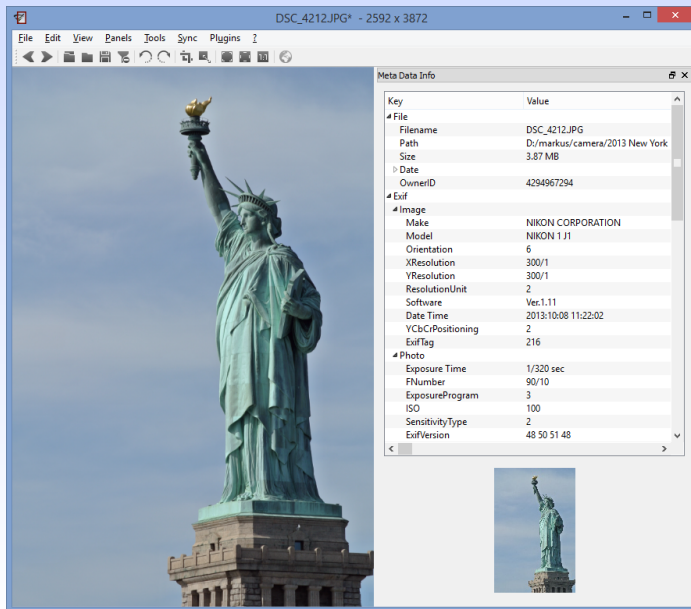 DSC_4212.JPG* - 2592 x 3872
File Edit View Panels Tools Sync Plugins ?
Meta Data Info
Key Value
File
Filename DSC_4212.JPG
Path D:/markus/camera/2013 New York
Size 3.87 MB
Date
OwnerID 4294967294
Exif
Image
Make NIKON CORPORATION
Model NIKON 1 J1
Orientation 6
XResolution 300/1
YResolution 300/1
ResolutionUnit 2
Software Ver.1.11
Date Time 2013:10:08 11:22:02
YCbCrPositioning 2
ExifTag 216
Photo
Exposure Time 1/320 sec
FNumber 90/10
ExposureProgram 3
ISO 100
SensitivityType 2
ExifVersion 48 50 51 48